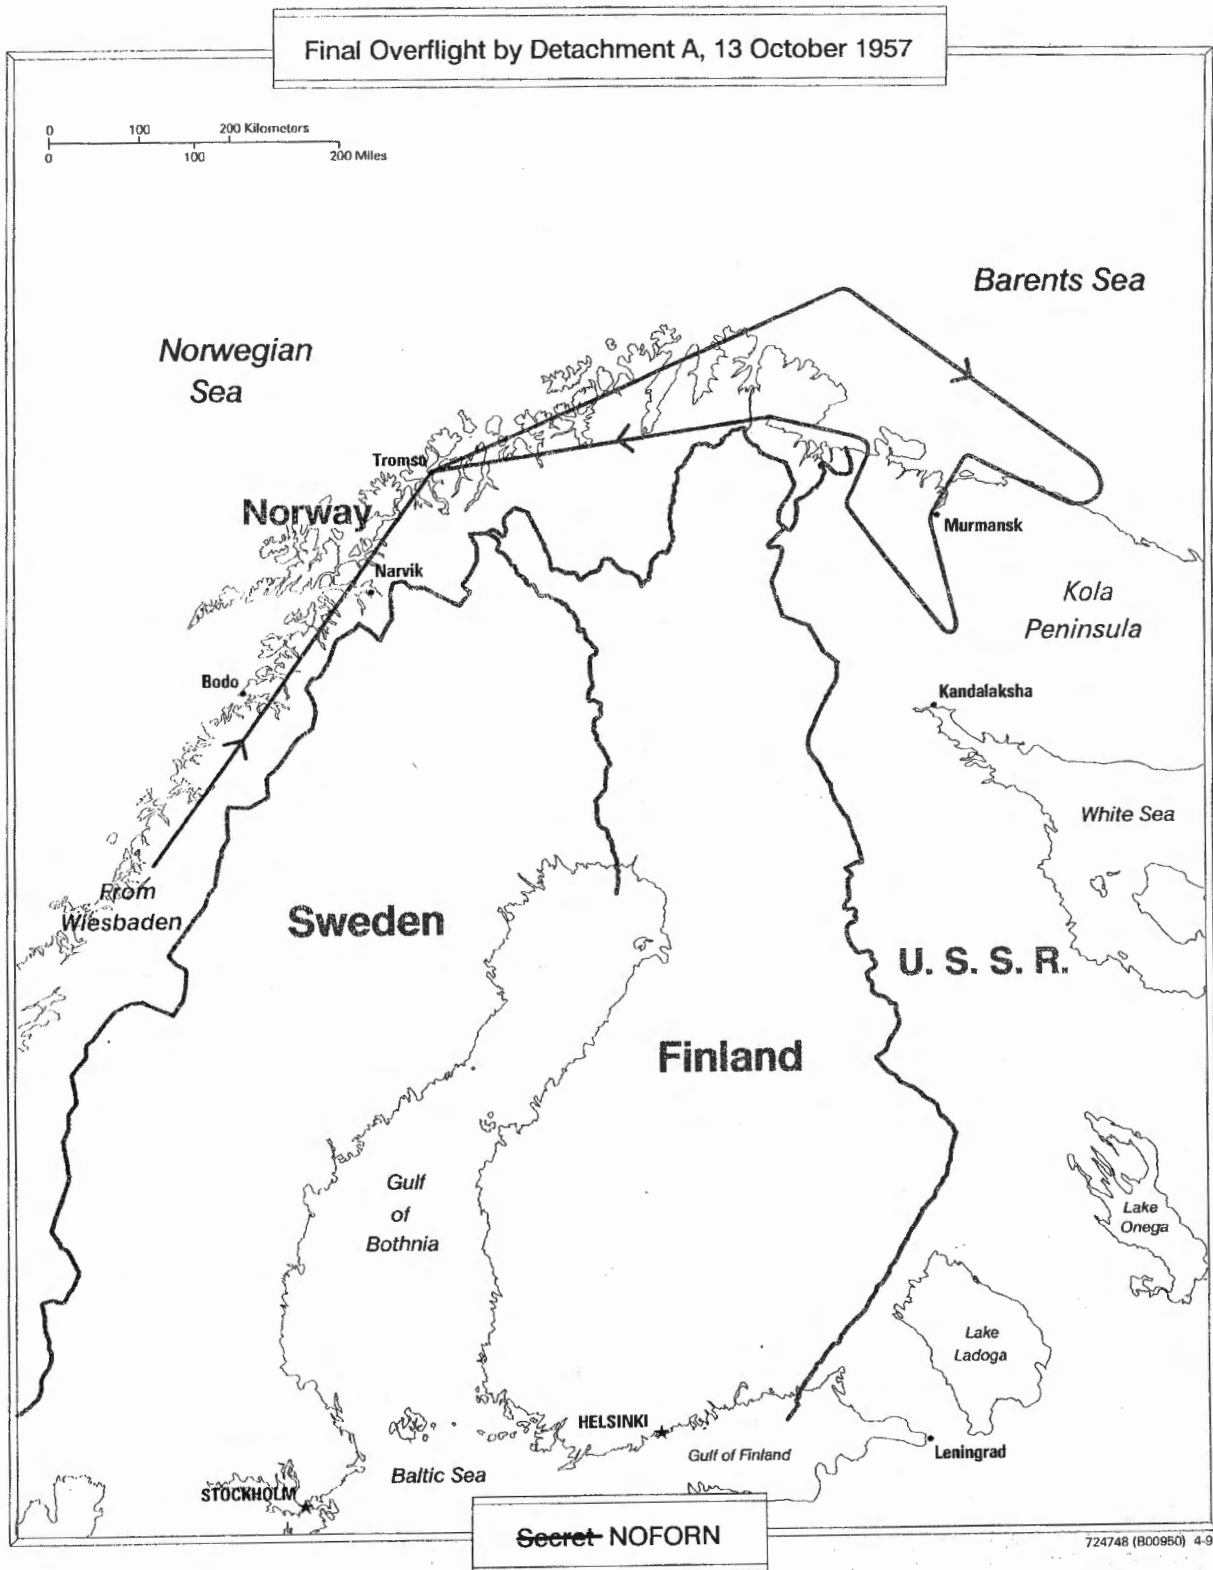 Final Overflight by Detachment A, 13 October 1957
0 100 200 Kilometers
0 100 200 Miles
Barents Sea
Norwegian
Sea
Tromso
Norway
Murmansk
Narvik
Kola
Peninsula
Bodo
Kandalaksha
White Sea
From
Wiesbaden
Sweden
U. S. S. R.
Finland
Gulf
of
Bothnia
Lake
Onega
Lake
Ladoga
HELSINKI
Gulf of Finland
Leningrad
Baltic Sea
STOCKHOLM
Secret NOFORN
724748 (B00950) 4-9